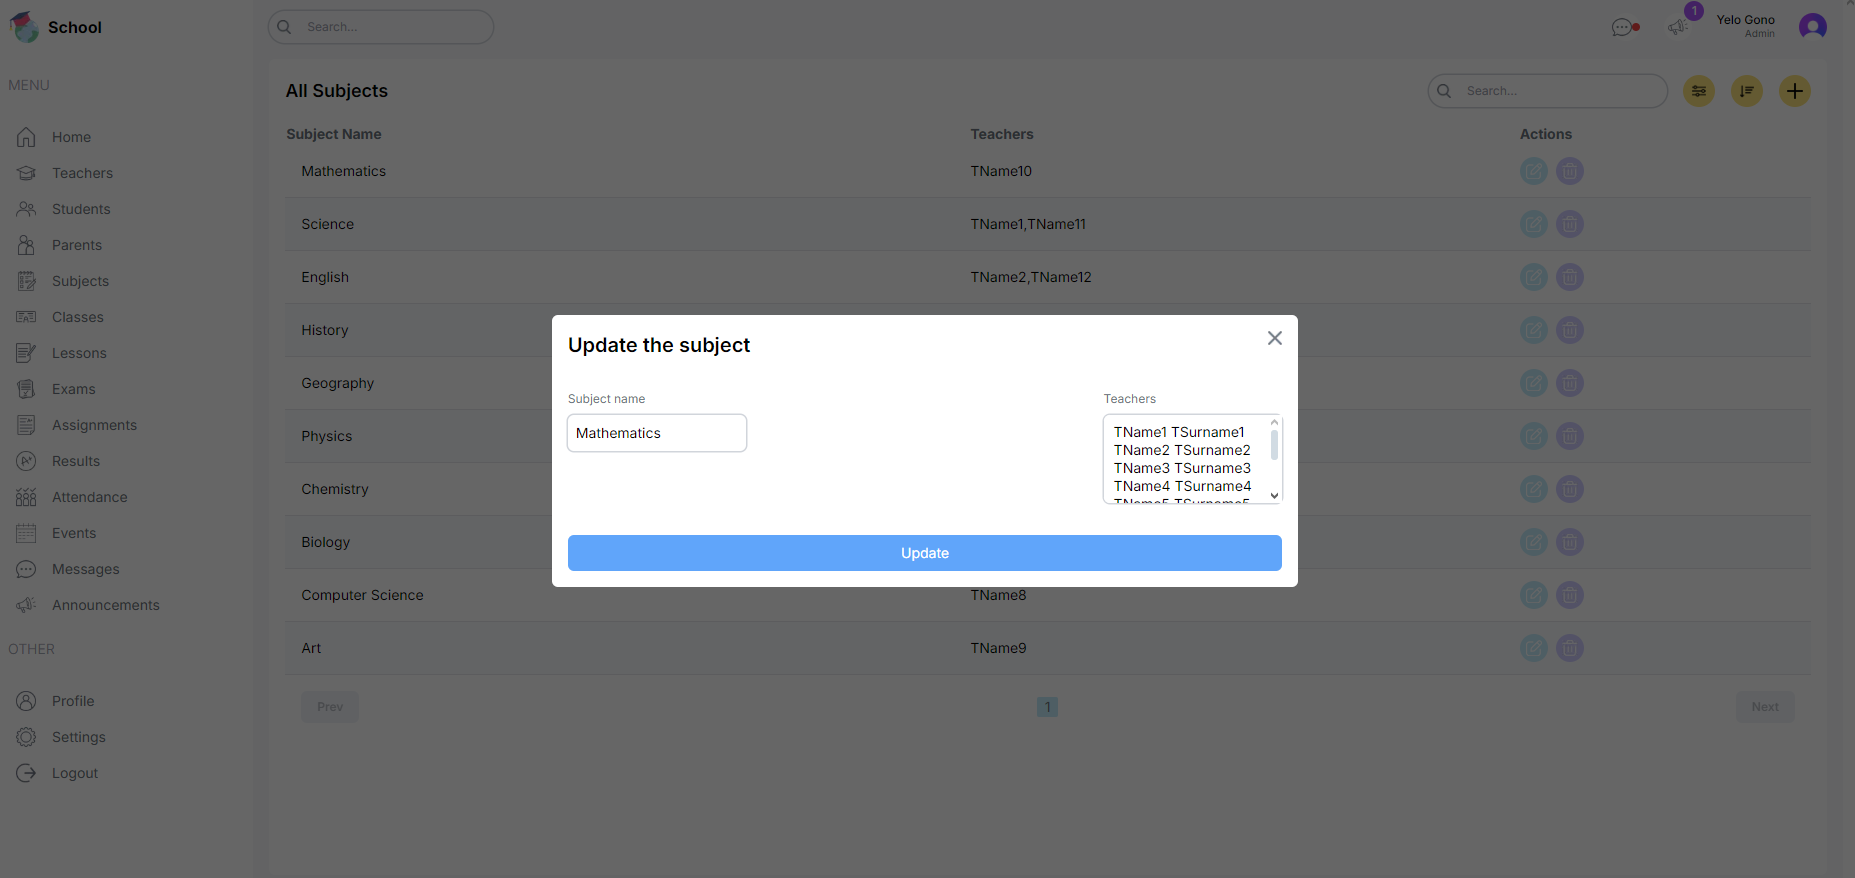 School
Search...
1
Yelo Gono
Admin
MENU
Home
Teachers
Students
Parents
Subjects
Classes
Lessons
Exams
Assignments
Results
Attendance
Events
Messages
Announcements
OTHER
Profile
Settings
Logout
All Subjects
Search...
Subject Name Teachers Actions
Mathematics TName10
Science TName1,TName11
English TName2,TName12
History
Geography
Physics
Chemistry
Biology
Computer Science TName8
Art TName9
Prev 1 Next
Update the subject
Subject name
Mathematics
Teachers
TName1 TSurname1
TName2 TSurname2
TName3 TSurname3
TName4 TSurname4
TName5 TSurname5
Update